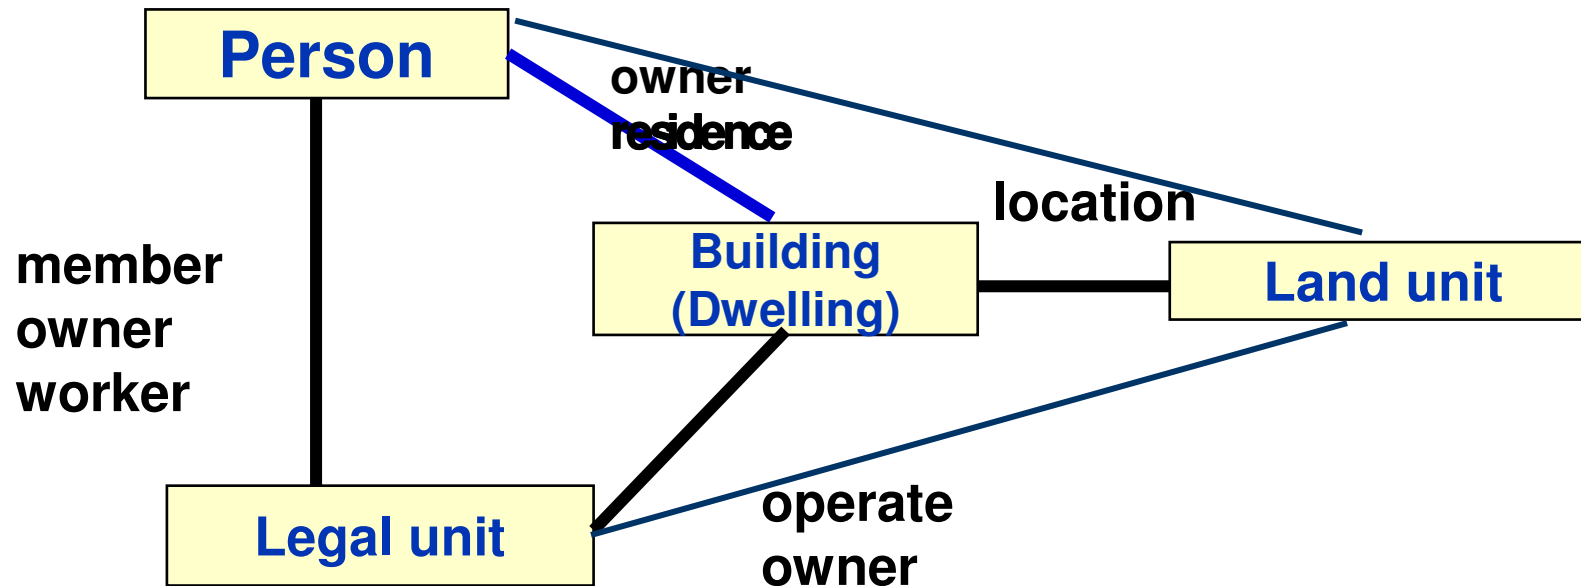 Person
owner
residence
location
Building
(Dwelling)
Land unit
member
owner
worker
Legal unit
operate
owner